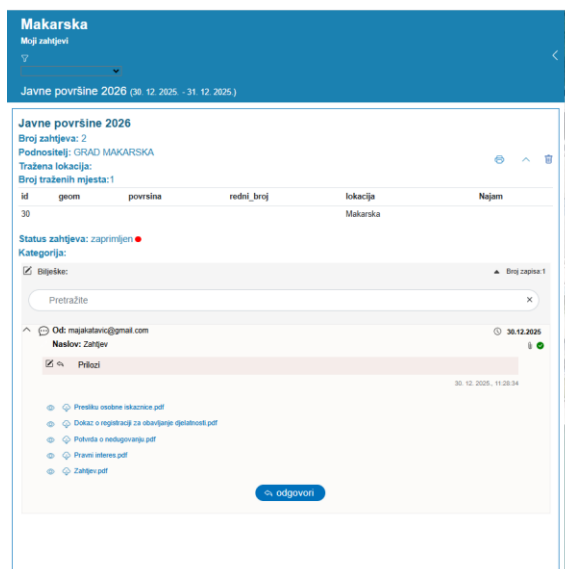 Makarska
Moji zahtjevi
Javne površine 2026 (30. 12. 2025. - 31. 12. 2025.)
Javne površine 2026
Broj zahtjeva: 2
Podnositelj: GRAD MAKARSKA
Tražena lokacija:
Broj traženih mjesta:1
id geom povrsina redni_broj lokacija Najam
30 Makarska
Status zahtjeva: zaprimljen
Kategorija:
Bilješke: Broj zapisa:1
Pretražite
Od: majakatavic@gmail.com 30.12.2025
Naslov: Zahtjev
Prilozi
30. 12. 2025., 11:28:34
Presliku osobne iskaznice.pdf
Dokaz o registraciji za obavljanje djelatnosti.pdf
Potvrda o nedugovanju.pdf
Pravni interes.pdf
Zahtjev.pdf
odgovori